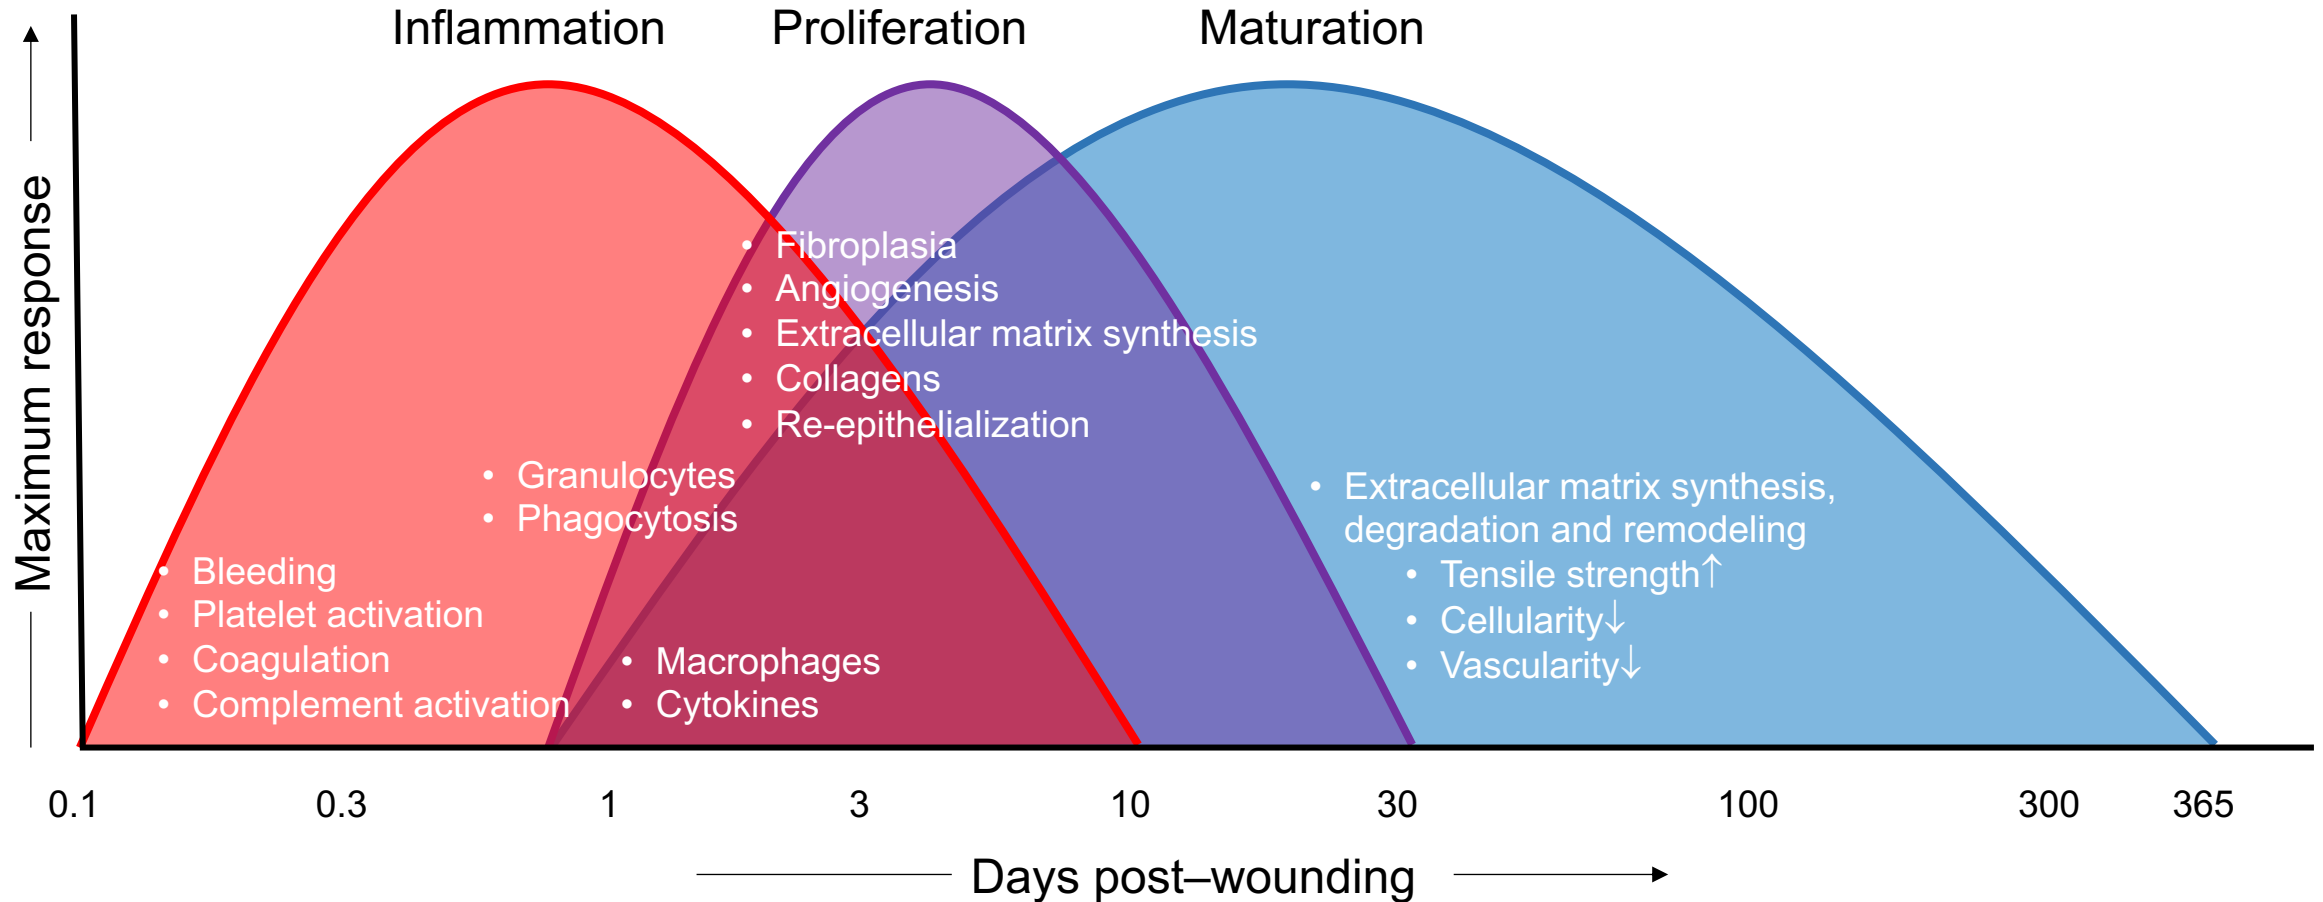 Inflammation
Proliferation
Maturation
Maximum response
• Fibroplasia
• Angiogenesis
• Extracellular matrix synthesis
• Collagens
• Re-epithelialization
• Granulocytes
• Phagocytosis
• Bleeding
• Platelet activation
• Coagulation
• Complement activation
• Macrophages
• Cytokines
• Extracellular matrix synthesis,
degradation and remodeling
• Tensile strength↑
• Cellularity↓
• Vascularity↓
0.1 0.3 1 3 10 30 100 300 365
Days post–wounding